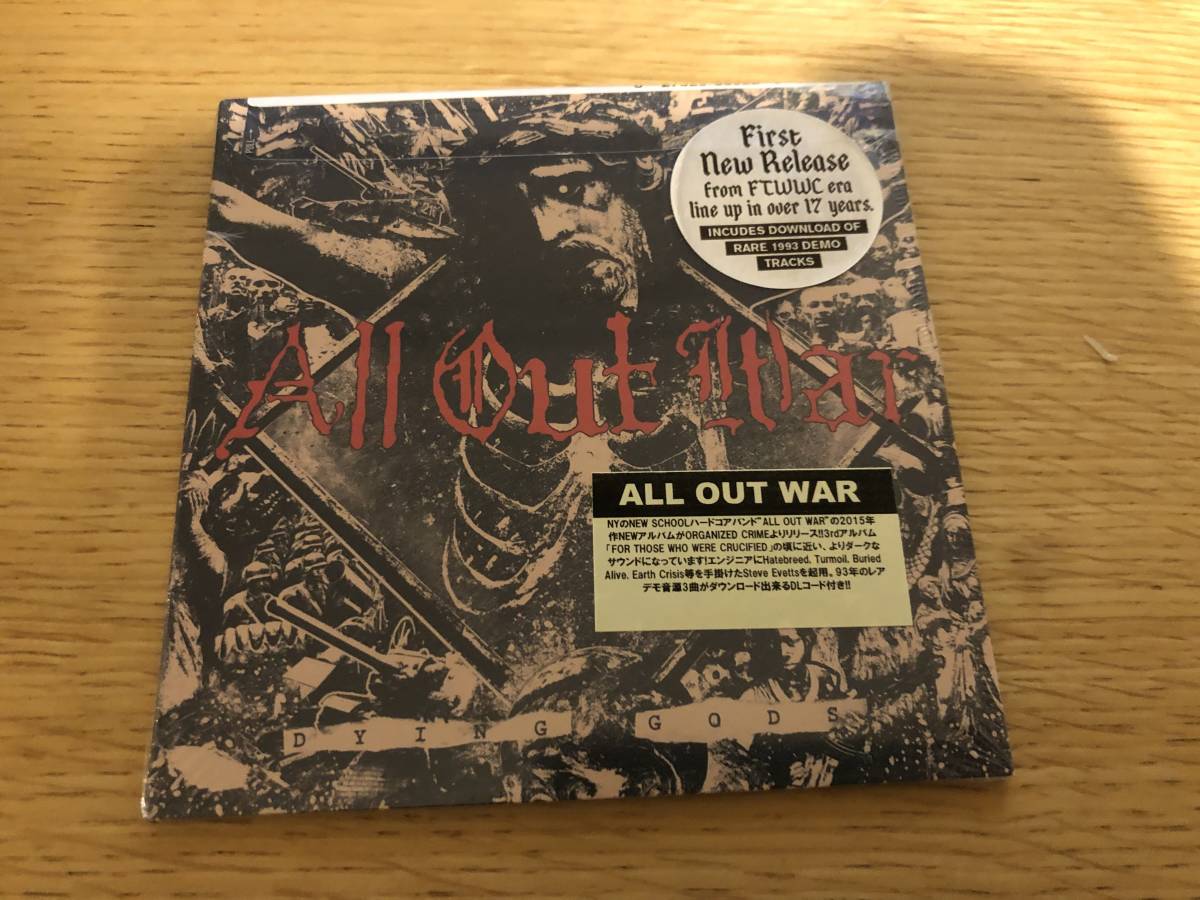 First
New Release
from FTWWC era
line up in over 17 years.
INCUDES DOWNLOAD OF
RARE 1993 DEMO
TRACKS
All Out War
ALL OUT WAR
NYのNEW SCHOOLハードコアバンド"ALL OUT WAR"の2015年
作NEWアルバムがORGANIZED CRIMEよりリリース!!3rdアルバム
「FOR THOSE WHO WERE CRUCIFIED」の頃に近い、よりダークな
サウンドになっています!エンジニアにHatebreed, Turmoil, Buried
Alive, Earth Crisis等を手掛けたSteve Evettsを起用。93年のレア
デモ音源3曲がダウンロード出来るDLコード付き!!
DYING GODS